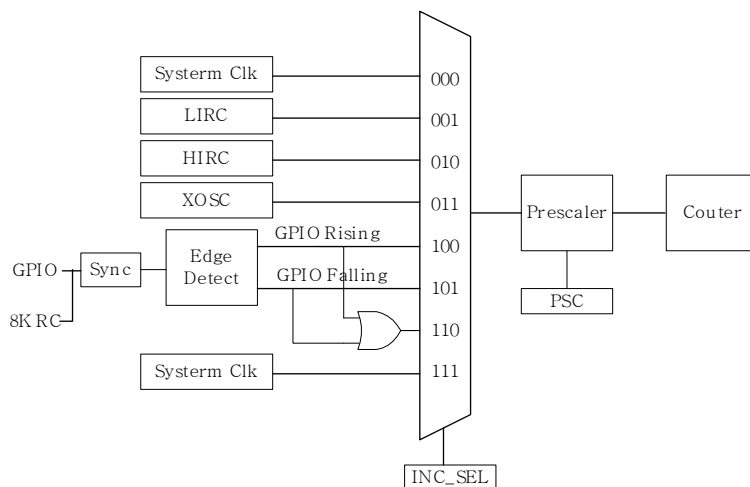 Systerm Clk
000
LIRC
001
HIRC
010
XOSC
011
Prescaler
Couter
GPIO Rising
100
GPIO
Sync
Edge
Detect
GPIO Falling
101
PSC
8K RC
110
Systerm Clk
111
INC_SEL